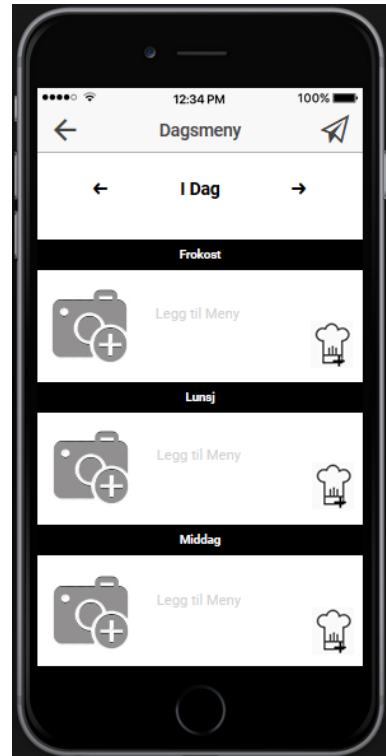 12:34 PM
100%
Dagsmeny
← I Dag →
Frokost
Legg til Meny
Lunsj
Legg til Meny
Middag
Legg til Meny